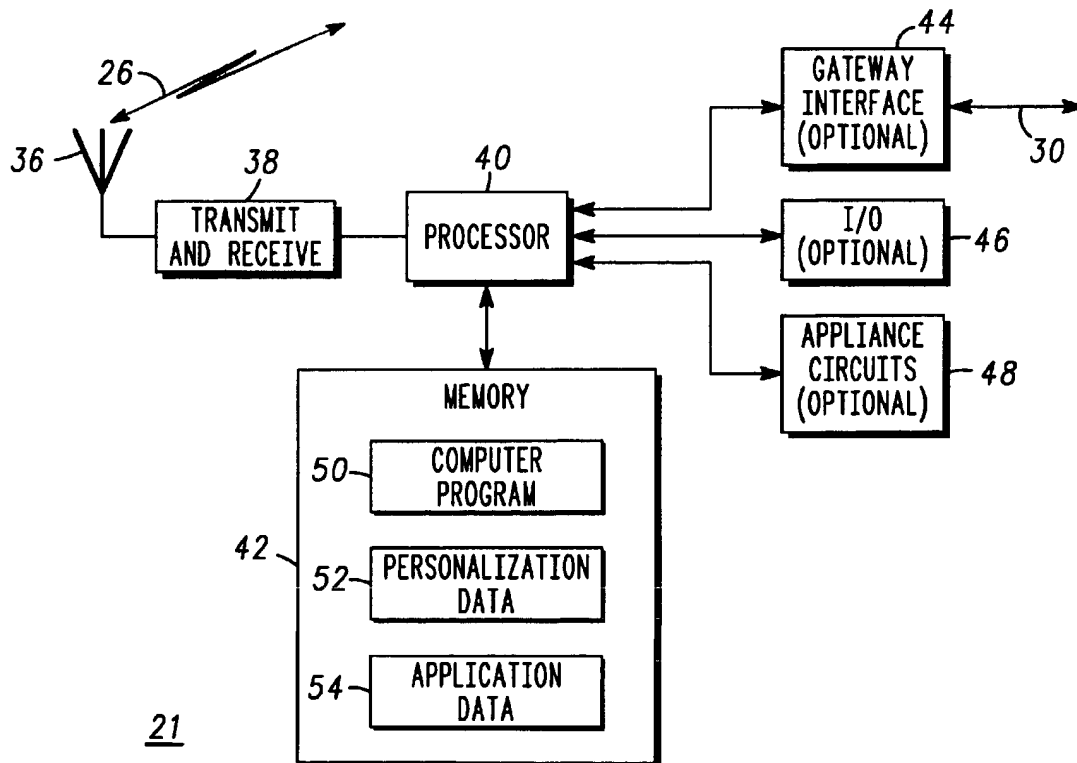 26
36
38
TRANSMIT
AND RECEIVE
40
PROCESSOR
44
GATEWAY
INTERFACE
(OPTIONAL)
30
I/O
(OPTIONAL)
46
APPLIANCE
CIRCUITS
(OPTIONAL)
48
MEMORY
50
COMPUTER
PROGRAM
42
52
PERSONALIZATION
DATA
54
APPLICATION
DATA
21